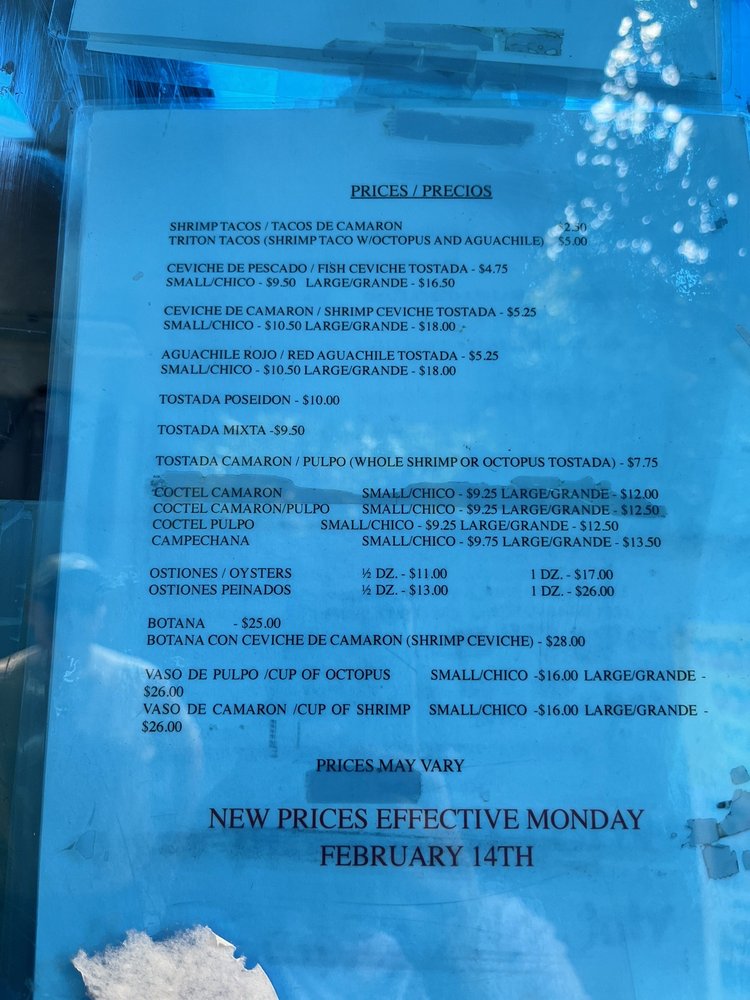 PRICES / PRECIOS
SHRIMP TACOS / TACOS DE CAMARON $2.50
TRITON TACOS (SHRIMP TACO W/OCTOPUS AND AGUACHILE) $5.00
CEVICHE DE PESCADO / FISH CEVICHE TOSTADA - $4.75
SMALL/CHICO - $9.50 LARGE/GRANDE - $16.50
CEVICHE DE CAMARON / SHRIMP CEVICHE TOSTADA - $5.25
SMALL/CHICO - $10.50 LARGE/GRANDE - $18.00
AGUACHILE ROJO / RED AGUACHILE TOSTADA - $5.25
SMALL/CHICO - $10.50 LARGE/GRANDE - $18.00
TOSTADA POSEIDON - $10.00
TOSTADA MIXTA -$9.50
TOSTADA CAMARON / PULPO (WHOLE SHRIMP OR OCTOPUS TOSTADA) - $7.75
COCTEL CAMARON SMALL/CHICO - $9.25 LARGE/GRANDE - $12.00
COCTEL CAMARON/PULPO SMALL/CHICO - $9.25 LARGE/GRANDE - $12.50
COCTEL PULPO SMALL/CHICO - $9.25 LARGE/GRANDE - $12.50
CAMPECHANA SMALL/CHICO - $9.75 LARGE/GRANDE - $13.50
OSTIONES / OYSTERS ½ DZ. - $11.00 1 DZ. - $17.00
OSTIONES PEINADOS ½ DZ. - $13.00 1 DZ. - $26.00
BOTANA - $25.00
BOTANA CON CEVICHE DE CAMARON (SHRIMP CEVICHE) - $28.00
VASO DE PULPO /CUP OF OCTOPUS SMALL/CHICO -$16.00 LARGE/GRANDE -
$26.00
VASO DE CAMARON /CUP OF SHRIMP SMALL/CHICO -$16.00 LARGE/GRANDE -
$26.00
PRICES MAY VARY
NEW PRICES EFFECTIVE MONDAY
FEBRUARY 14TH